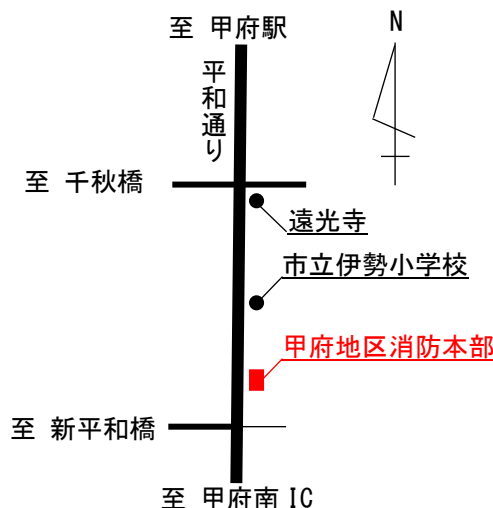 至 甲府駅
N
平和通り
至 千秋橋
遠光寺
市立伊勢小学校
甲府地区消防本部
至 新平和橋
至 甲府南IC